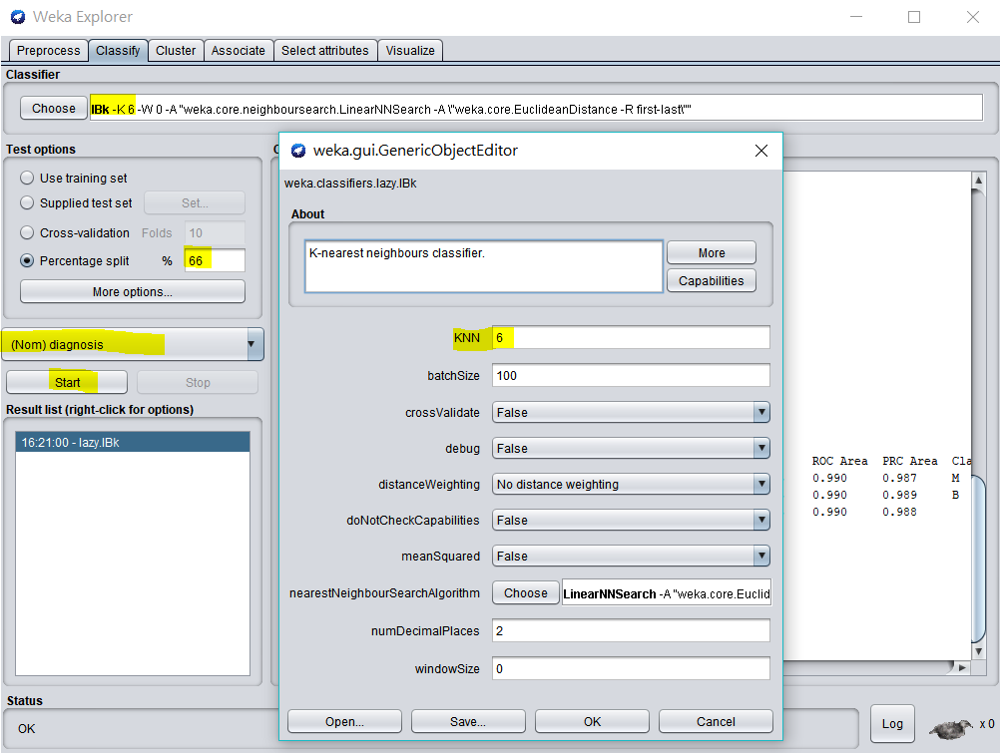 Weka Explorer
Preprocess Classify Cluster Associate Select attributes Visualize
Classifier
Choose IBk -K 6 -W 0 -A "weka.core.neighboursearch.LinearNNSearch -A \"weka.core.EuclideanDistance -R first-last\""
Test options
Use training set
Supplied test set Set...
Cross-validation Folds 10
Percentage split % 66
More options...
(Nom) diagnosis
Start Stop
Result list (right-click for options)
16:21:00 - lazy.IBk
C
weka.gui.GenericObjectEditor
weka.classifiers.lazy.IBk
About
K-nearest neighbours classifier.
More
Capabilities
KNN 6
batchSize 100
crossValidate False
debug False
distanceWeighting No distance weighting
doNotCheckCapabilities False
meanSquared False
nearestNeighbourSearchAlgorithm Choose LinearNNSearch -A "weka.core.Euclid
numDecimalPlaces 2
windowSize 0
Open... Save... OK Cancel
ROC Area PRC Area Cla
0.990 0.987 M
0.990 0.989 B
0.990 0.988
Status
OK
Log x 0